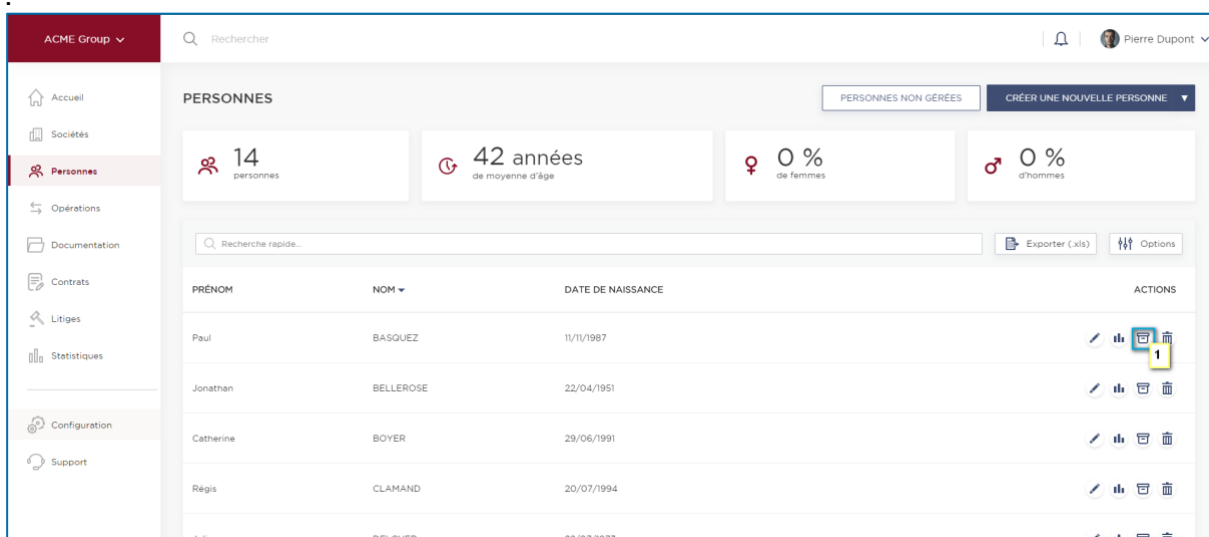 ACME Group
Rechercher
Pierre Dupont
Accueil
Sociétés
Personnes
Opérations
Documentation
Contrats
Litiges
Statistiques
Configuration
Support
PERSONNES
PERSONNES NON GÉRÉES
CRÉER UNE NOUVELLE PERSONNE
14
personnes
42 années
de moyenne d'âge
0 %
de femmes
0 %
d'hommes
Recherche rapide...
Exporter (.xls)
Options
PRÉNOM NOM DATE DE NAISSANCE ACTIONS
Paul BASQUEZ 11/11/1987
1
Jonathan BELLEROSE 22/04/1951
Catherine BOYER 29/06/1991
Régis CLAMAND 20/07/1994